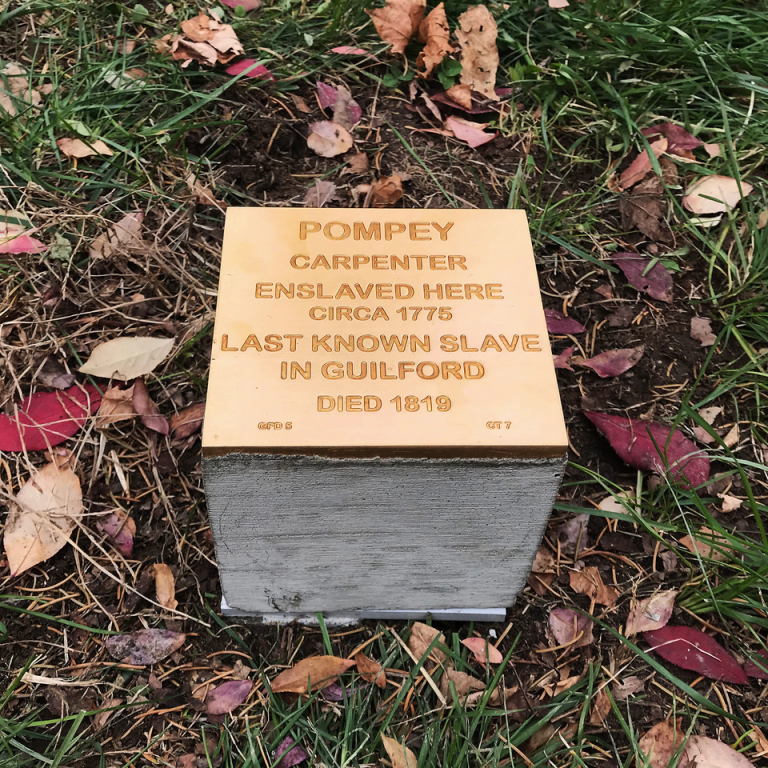 POMPEY
CARPENTER
ENSLAVED HERE
CIRCA 1775
LAST KNOWN SLAVE
IN GUILFORD
DIED 1819
GFD 5 CT 7